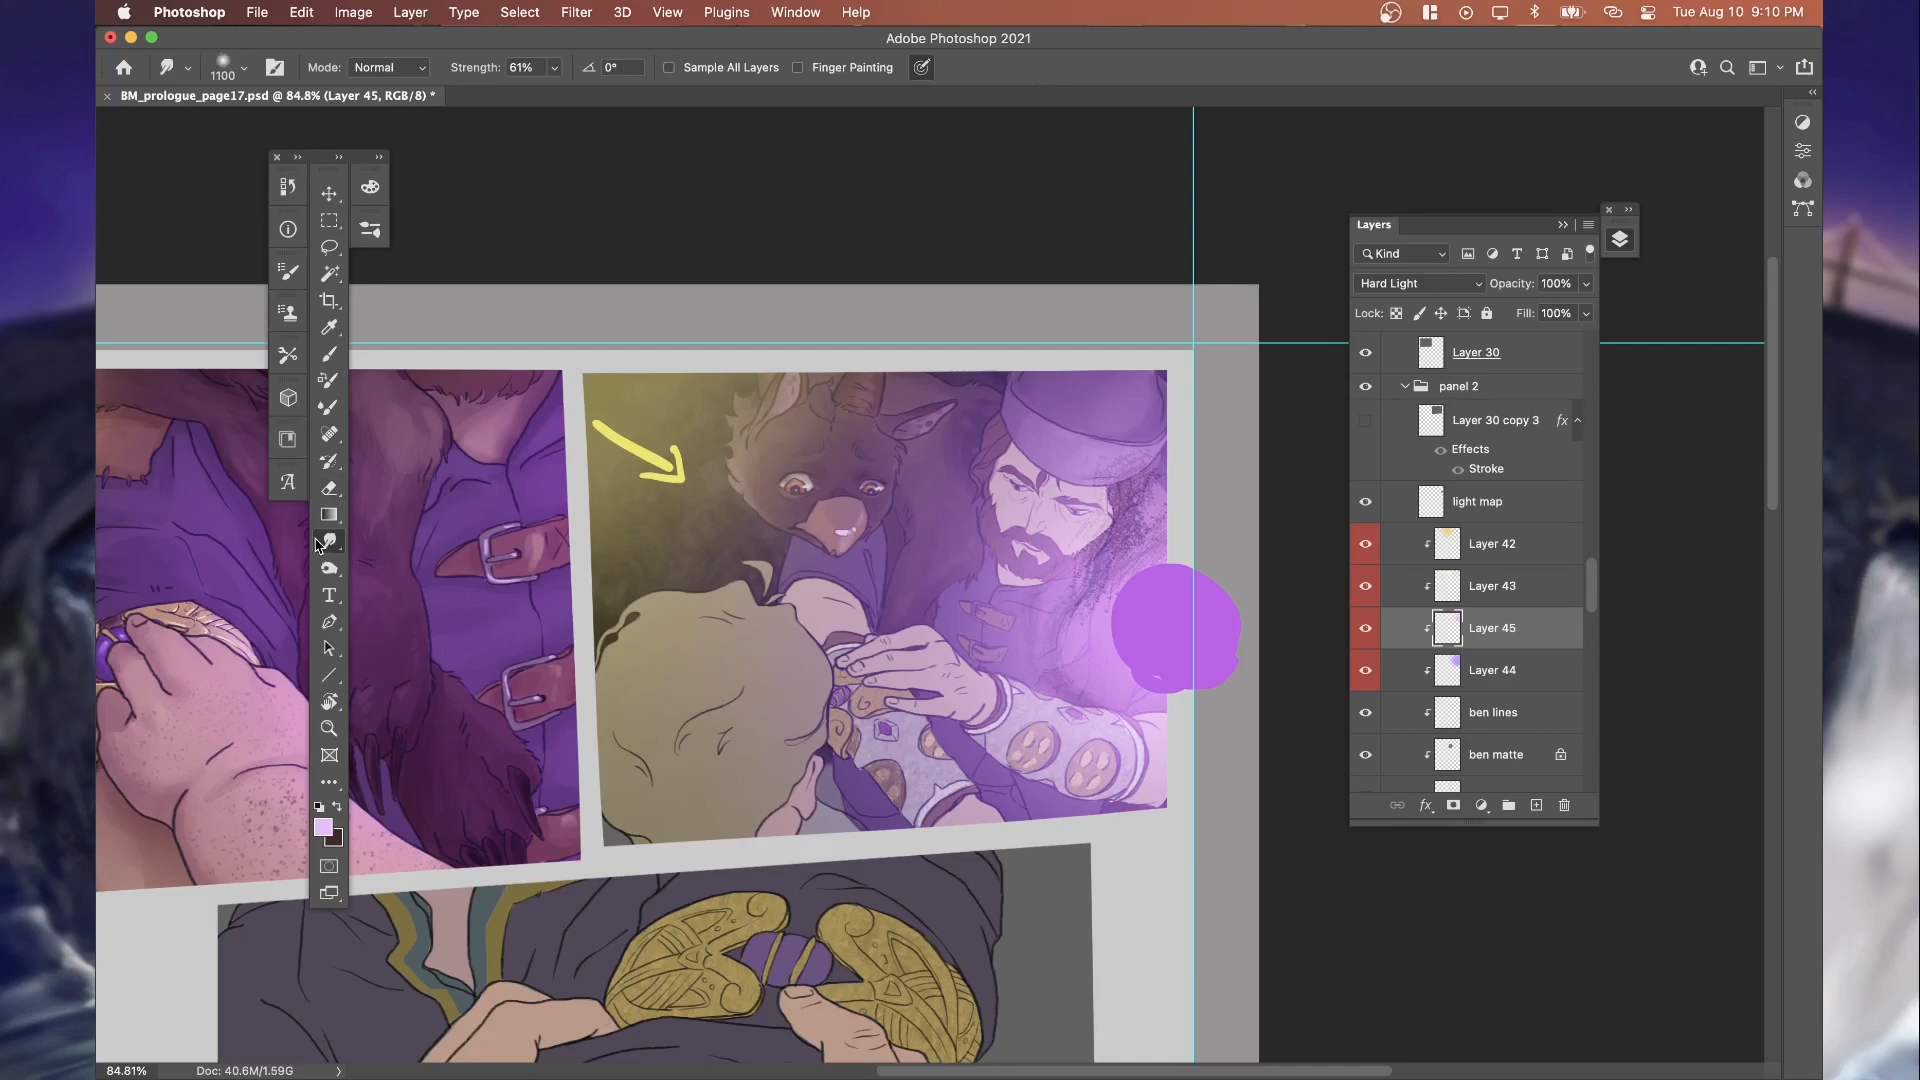 Photoshop File Edit Image Layer Type Select Filter 3D View Plugins Window Help Tue Aug 10 9:10 PM
Adobe Photoshop 2021
1100 Mode: Normal Strength: 61% 0° Sample All Layers Finger Painting
BM_prologue_page17.psd @ 84.8% (Layer 45, RGB/8) *
Layers
Kind
Hard Light Opacity: 100%
Lock: Fill: 100%
Layer 30
panel 2
Layer 30 copy 3 fx
Effects
Stroke
light map
Layer 42
Layer 43
Layer 45
Layer 44
ben lines
ben matte
fx
84.81% Doc: 40.6M/1.59G